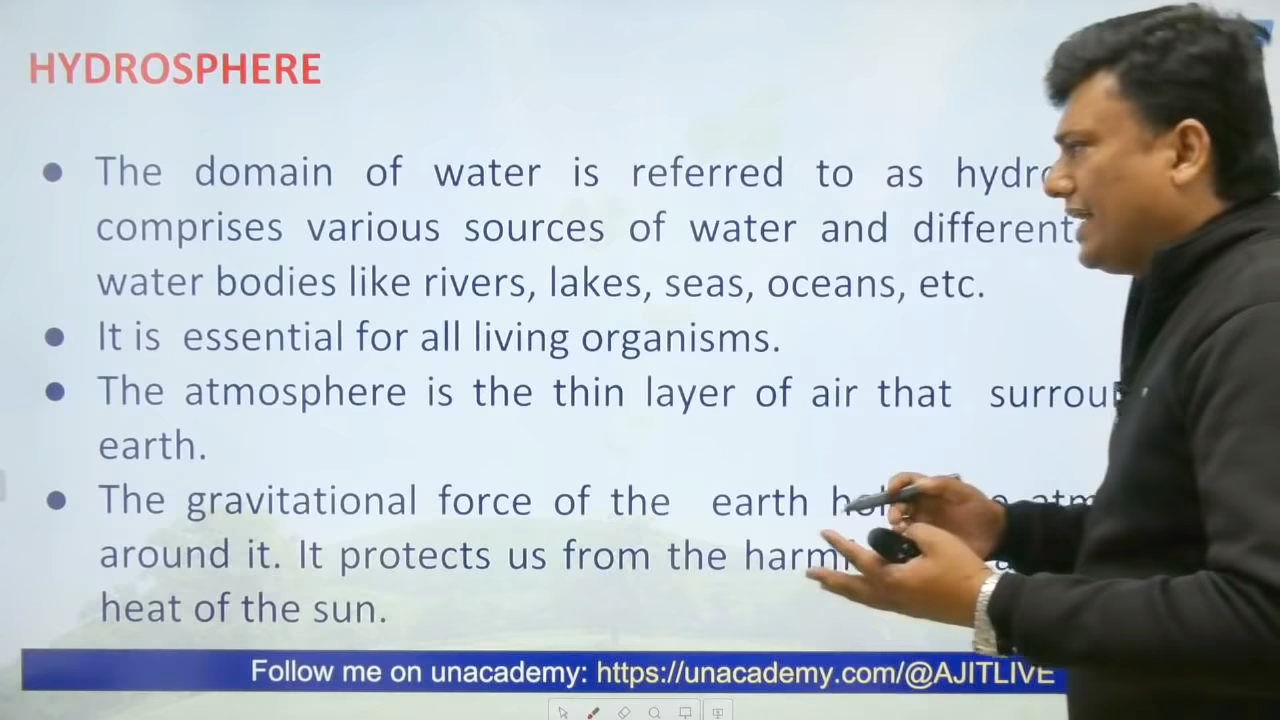 HYDROSPHERE
● The domain of water is referred to as
comprises various sources of water and different
water bodies like rivers, lakes, seas, oceans, etc.
● It is essential for all living organisms.
● The atmosphere is the thin layer of air that
earth.
● The gravitational force of the earth
around it. It protects us from the
heat of the sun.
Follow me on unacademy: https://unacademy.com/@AJITLIVE